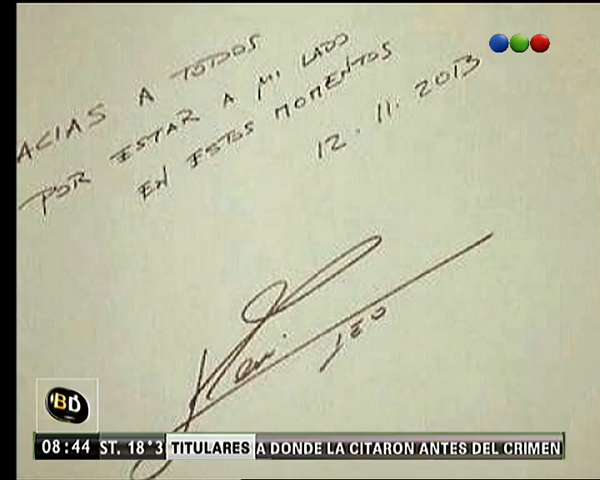 ACIAS A TODOS
POR ESTAR A MI LADO
EN ESTOS MOMENTOS
12.11.2013
LEO
BD
08:44 ST. 18°3 TITULARES A DONDE LA CITARON ANTES DEL CRIMEN